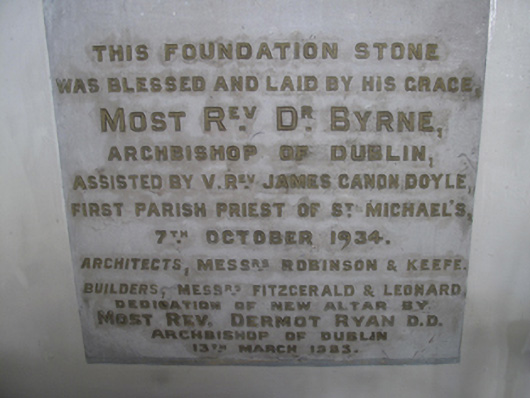 THIS FOUNDATION STONE
WAS BLESSED AND LAID BY HIS GRACE,
MOST REV. DR. BYRNE,
ARCHBISHOP OF DUBLIN,
ASSISTED BY V. REV. JAMES CANON DOYLE,
FIRST PARISH PRIEST OF ST. MICHAEL'S,
7TH OCTOBER 1934.
ARCHITECTS, MESSRS ROBINSON & KEEFE.
BUILDERS, MESSRS FITZGERALD & LEONARD
DEDICATION OF NEW ALTAR BY
MOST REV. DERMOT RYAN D.D.
ARCHBISHOP OF DUBLIN
13TH MARCH 1983.